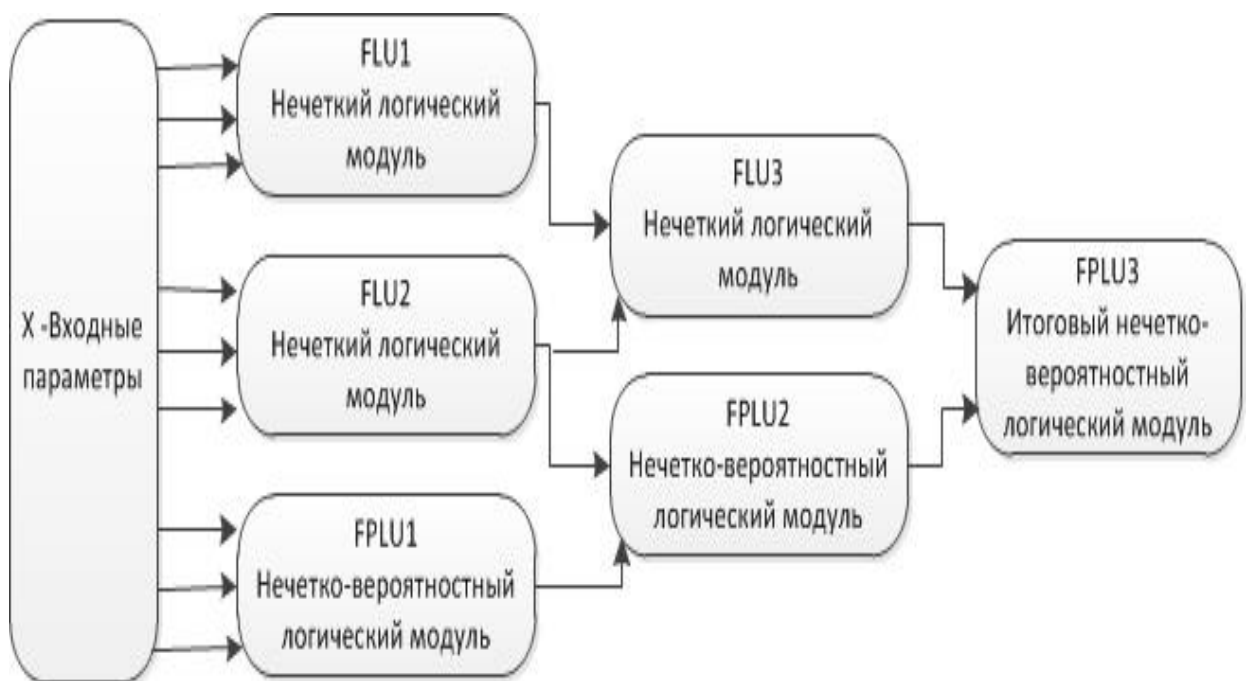 X -Входные
параметры
FLU1
Нечеткий логический
модуль
FLU2
Нечеткий логический
модуль
FPLU1
Нечетко-вероятностный
логический модуль
FLU3
Нечеткий логический
модуль
FPLU2
Нечетко-вероятностный
логический модуль
FPLU3
Итоговый нечетко-
вероятностный
логический модуль